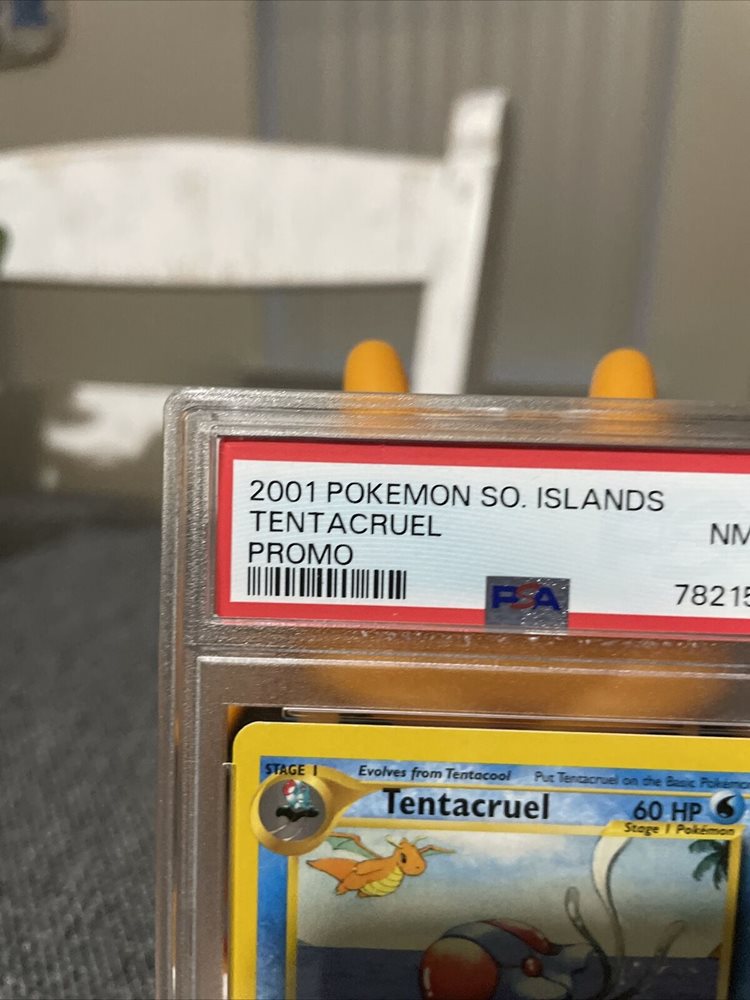 2001 POKEMON SO. ISLANDS
TENTACRUEL NM
PROMO
PSA 78215
STAGE 1 Evolves from Tentacool Put Tentacruel on the Basic Pokémon
Tentacruel 60 HP
Stage 1 Pokémon